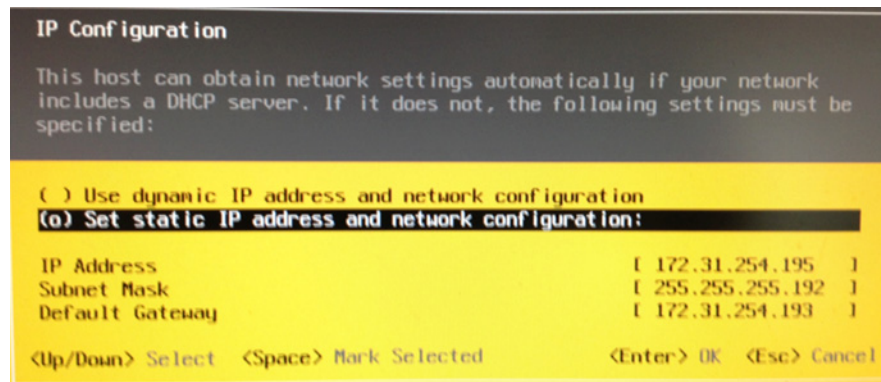 IP Configuration
This host can obtain network settings automatically if your network
includes a DHCP server. If it does not, the following settings must be
specified:
( ) Use dynamic IP address and network configuration
(o) Set static IP address and network configuration:
IP Address [ 172.31.254.195 ]
Subnet Mask [ 255.255.255.192 ]
Default Gateway [ 172.31.254.193 ]
<Up/Down> Select <Space> Mark Selected <Enter> OK <Esc> Cancel